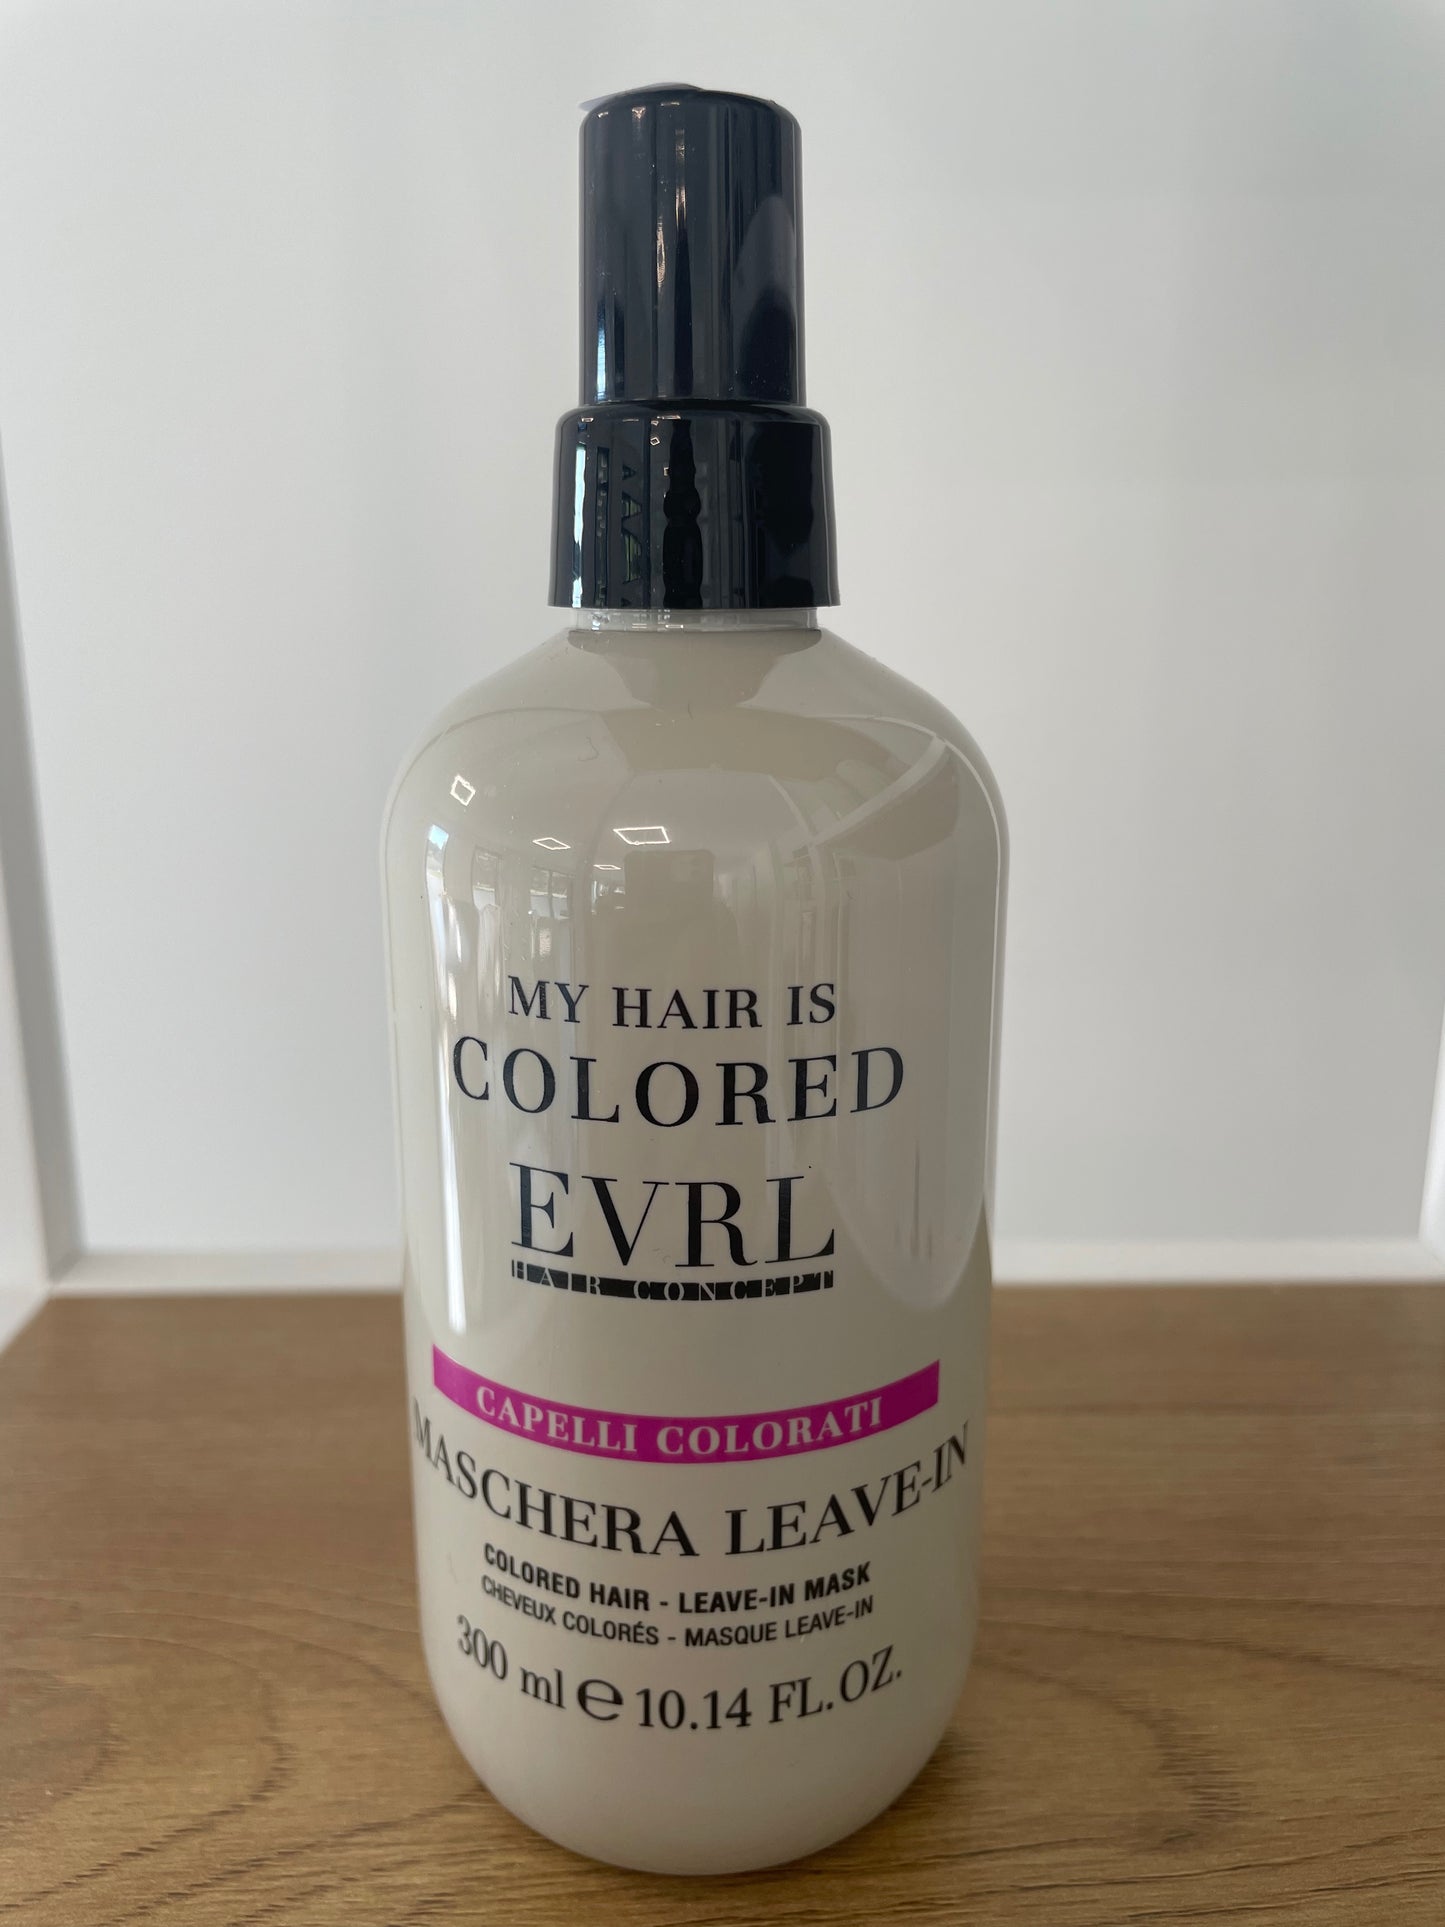 MY HAIR IS
COLORED
EVRL
HAIR CONCEPT
CAPELLI COLORATI
MASCHERA LEAVE-IN
COLORED HAIR - LEAVE-IN MASK
CHEVEUX COLORÉS - MASQUE LEAVE-IN
300 ml ℮ 10.14 FL.OZ.